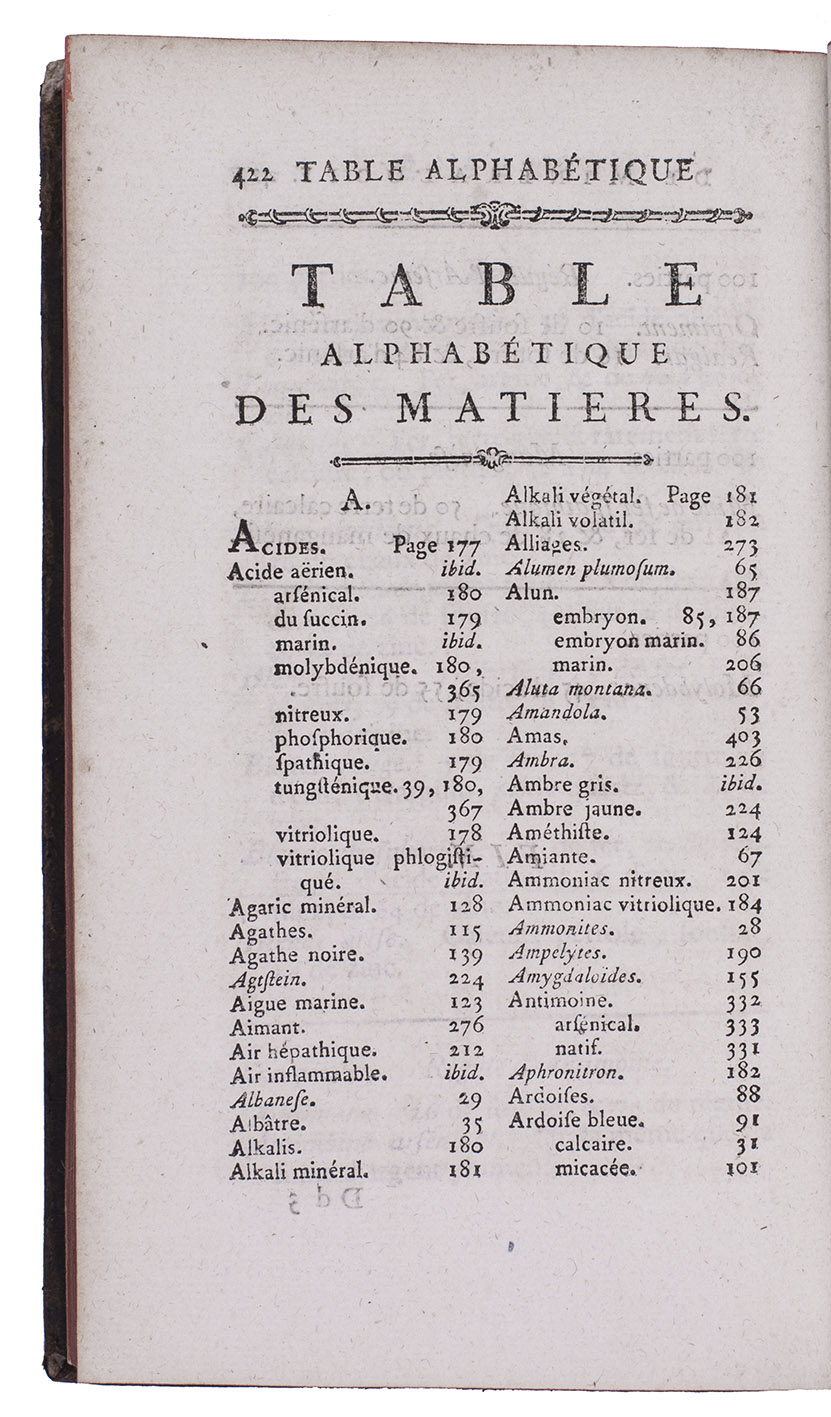 422 TABLE ALPHABÉTIQUE
TABLE
ALPHABÉTIQUE
DES MATIERES.
A.
ACIDES. Page 177
Acide aërien. ibid.
arſénical. 180
du ſuccin. 179
marin. ibid.
molybdénique. 180,
365
nitreux. 179
phoſphorique. 180
ſpathique. 179
tungſténique. 39, 180,
367
vitriolique. 178
vitriolique phlogiſti-
qué. ibid.
Agaric minéral. 128
Agathes. 115
Agathe noire. 139
Agtſtein. 224
Aigue marine. 123
Aimant. 276
Air hépathique. 212
Air inflammable. ibid.
Albaneſe. 29
Albâtre. 35
Alkalis. 180
Alkali minéral. 181
Alkali végétal. Page 181
Alkali volatil. 182
Alliages. 273
Alumen plumoſum. 65
Alun. 187
embryon. 85, 187
embryon marin. 86
marin. 206
Aluta montana. 66
Amandola. 53
Amas. 403
Ambra. 226
Ambre gris. ibid.
Ambre jaune. 224
Améthiſte. 124
Amiante. 67
Ammoniac nitreux. 201
Ammoniac vitriolique. 184
Ammonites. 28
Ampelytes. 190
Amygdaloides. 155
Antimoine. 332
arſénical. 333
natif. 331
Aphronitron. 182
Ardoiſes. 88
Ardoiſe bleue. 91
calcaire. 31
micacée. 101